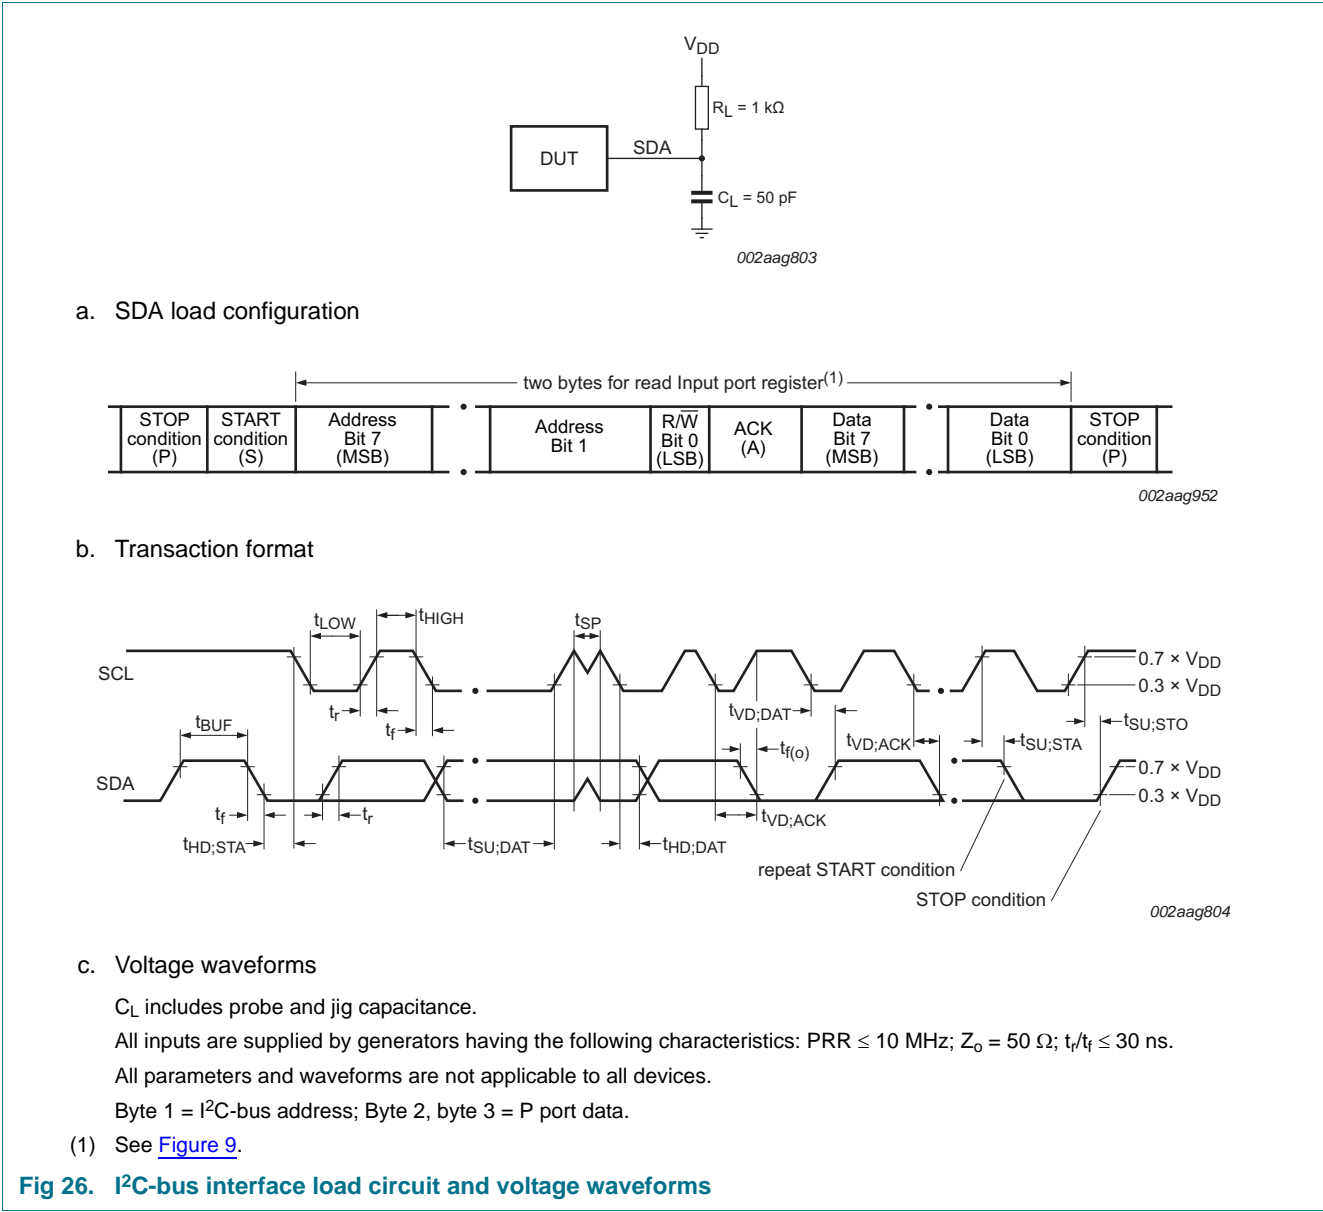 VDD
RL = 1 kΩ
DUT
SDA
CL = 50 pF
002aag803
a. SDA load configuration
two bytes for read Input port register(1)
STOP condition (P)
START condition (S)
Address Bit 7 (MSB)
Address Bit 1
R/W̅ Bit 0 (LSB)
ACK (A)
Data Bit 7 (MSB)
Data Bit 0 (LSB)
STOP condition (P)
002aag952
b. Transaction format
tLOW
tHIGH
tSP
SCL
0.7 × VDD
0.3 × VDD
tr
tf
tBUF
tVD;DAT
tf(o)
tVD;ACK
tSU;STA
tSU;STO
SDA
0.7 × VDD
0.3 × VDD
tf
tr
tVD;ACK
tHD;STA
tSU;DAT
tHD;DAT
repeat START condition
STOP condition
002aag804
c. Voltage waveforms
CL includes probe and jig capacitance.
All inputs are supplied by generators having the following characteristics: PRR ≤ 10 MHz; Zo = 50 Ω; tr/tf ≤ 30 ns.
All parameters and waveforms are not applicable to all devices.
Byte 1 = I2C-bus address; Byte 2, byte 3 = P port data.
(1) See Figure 9.
Fig 26. I2C-bus interface load circuit and voltage waveforms